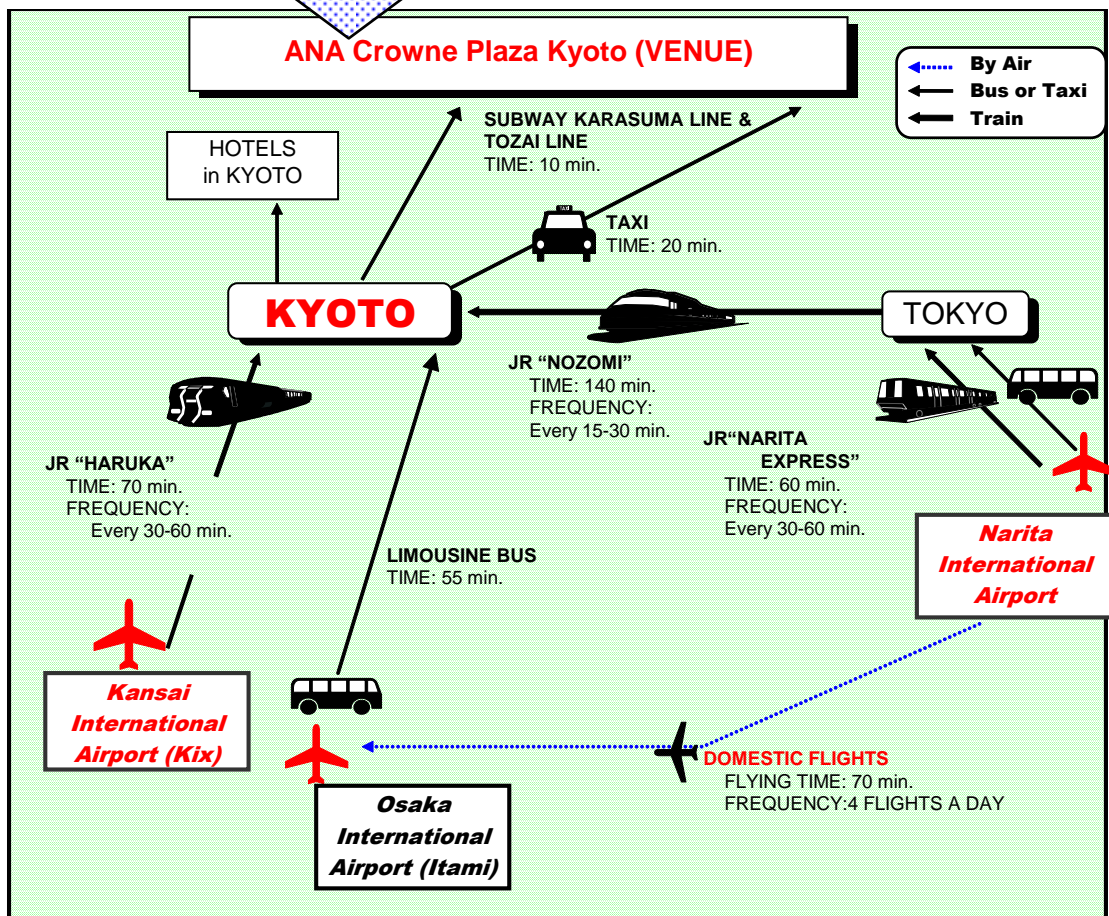 ANA Crowne Plaza Kyoto (VENUE)
By Air
Bus or Taxi
Train
SUBWAY KARASUMA LINE &
TOZAI LINE
TIME: 10 min.
HOTELS
in KYOTO
TAXI
TAXI
TIME: 20 min.
KYOTO
TOKYO
JR “NOZOMI”
TIME: 140 min.
FREQUENCY:
Every 15-30 min.
JR “HARUKA”
TIME: 70 min.
FREQUENCY:
Every 30-60 min.
JR“NARITA
EXPRESS”
TIME: 60 min.
FREQUENCY:
Every 30-60 min.
LIMOUSINE BUS
TIME: 55 min.
Narita
International
Airport
Kansai
International
Airport (Kix)
DOMESTIC FLIGHTS
FLYING TIME: 70 min.
FREQUENCY:4 FLIGHTS A DAY
Osaka
International
Airport (Itami)